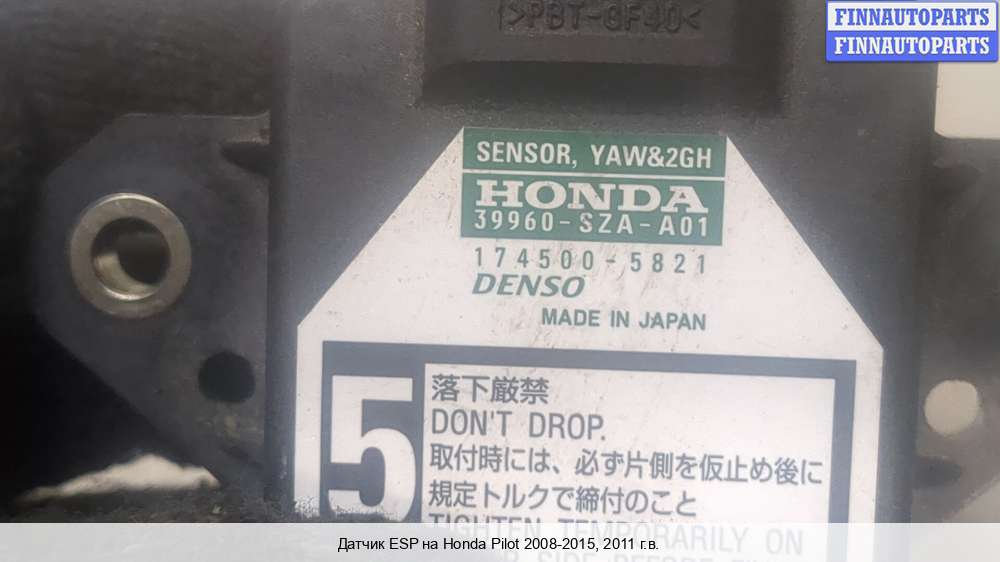 >PBT-GF40<
FINNAUTOPARTS
FINNAUTOPARTS
SENSOR, YAW&2GH
HONDA
39960-SZA-A01
174500-5821
DENSO
MADE IN JAPAN
5
落下厳禁
DON'T DROP.
取付時には、必ず片側を仮止め後に
規定トルクで締付のこと
TIGHTEN TEMPORARILY ON
Датчик ESP на Honda Pilot 2008-2015, 2011 г.в.